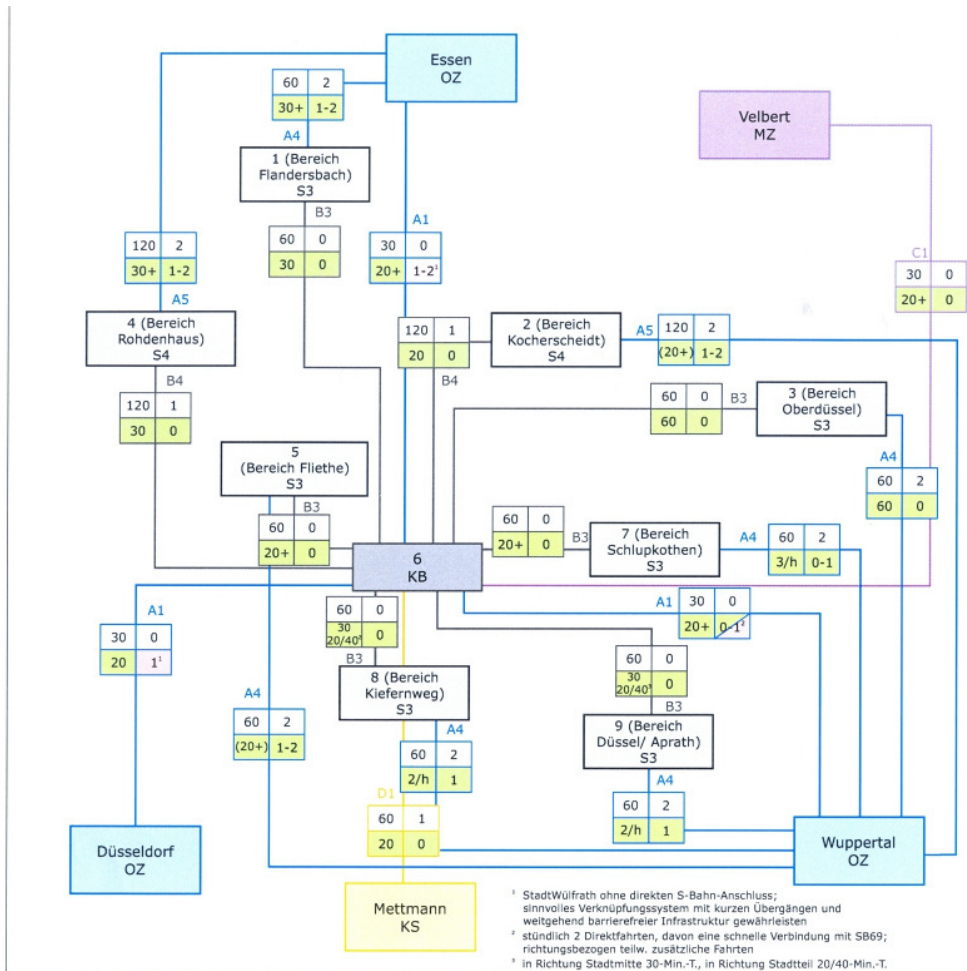 Essen
OZ
60 2
30+ 1-2
A4
Velbert
MZ
1 (Bereich
Flandersbach)
S3
B3
60 0
30 0
A1
30 0
20+ 1-2¹
120 2
30+ 1-2
A5
C1
30 0
20+ 0
4 (Bereich
Rohdenhaus)
S4
B4
120 1
30 0
120 1
20 0
B4
2 (Bereich
Kocherscheidt)
S4
A5
120 2
(20+) 1-2
60 0
60 0
B3
3 (Bereich
Oberdüssel)
S3
A4
60 2
60 0
5
(Bereich Fliethe)
S3
B3
60 0
20+ 0
60 0
20+ 0
B3
7 (Bereich
Schlupkothen)
S3
A4
60 2
3/h 0-1
6
KB
A1
30 0
20 1¹
60 0
30
20/40³ 0
B3
A1
30 0
20+ 0-1²
60 0
30
20/40³ 0
B3
8 (Bereich
Kiefernweg)
S3
A4
60 2
(20+) 1-2
A4
60 2
2/h 1
9 (Bereich
Düssel/ Aprath)
S3
A4
60 2
2/h 1
D1
60 1
20 0
Düsseldorf
OZ
Wuppertal
OZ
Mettmann
KS
¹ StadtWülfrath ohne direkten S-Bahn-Anschluss;
sinnvolles Verknüpfungssystem mit kurzen Übergängen und
weitgehend barrierefreier Infrastruktur gewährleisten
² stündlich 2 Direktfahrten, davon eine schnelle Verbindung mit SB69;
richtungsbezogen teilw. zusätzliche Fahrten
³ in Richtung Stadtmitte 30-Min.-T., in Richtung Stadtteil 20/40-Min.-T.